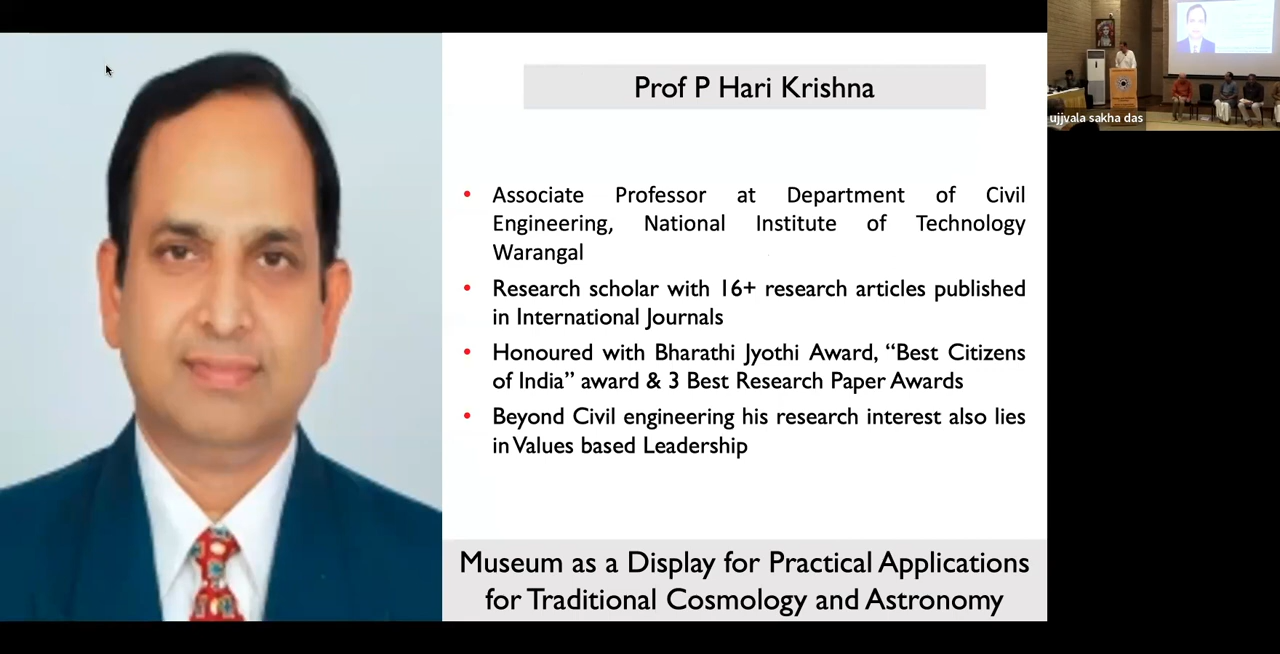 Prof P Hari Krishna
• Associate Professor at Department of Civil
Engineering, National Institute of Technology
Warangal
• Research scholar with 16+ research articles published
in International Journals
• Honoured with Bharathi Jyothi Award, “Best Citizens
of India” award & 3 Best Research Paper Awards
• Beyond Civil engineering his research interest also lies
in Values based Leadership
Museum as a Display for Practical Applications
for Traditional Cosmology and Astronomy
ujjvala sakha das